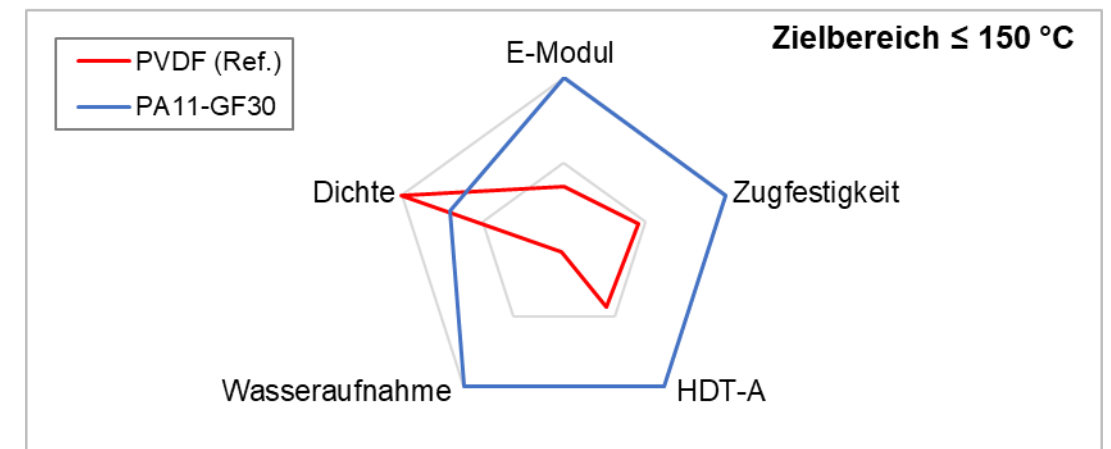 Zielbereich ≤ 150 °C
PVDF (Ref.)
PA11-GF30
E-Modul
Dichte
Zugfestigkeit
Wasseraufnahme
HDT-A